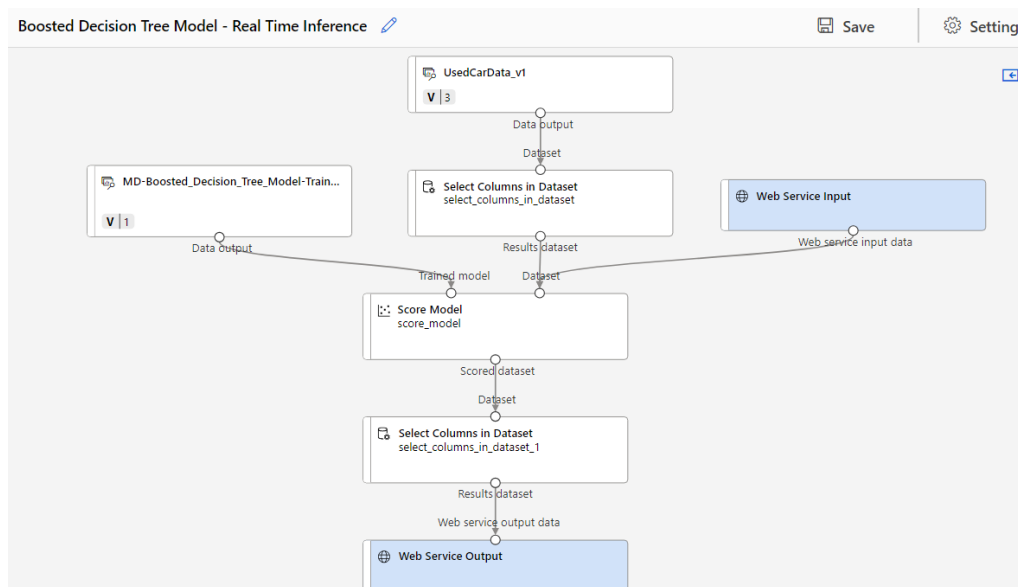 Boosted Decision Tree Model - Real Time Inference
Save
Setting
UsedCarData_v1
V | 3
Data output
Dataset
MD-Boosted_Decision_Tree_Model-Train...
V | 1
Data output
Select Columns in Dataset
select_columns_in_dataset
Results dataset
Web Service Input
Web service input data
Trained model
Dataset
Score Model
score_model
Scored dataset
Dataset
Select Columns in Dataset
select_columns_in_dataset_1
Results dataset
Web service output data
Web Service Output